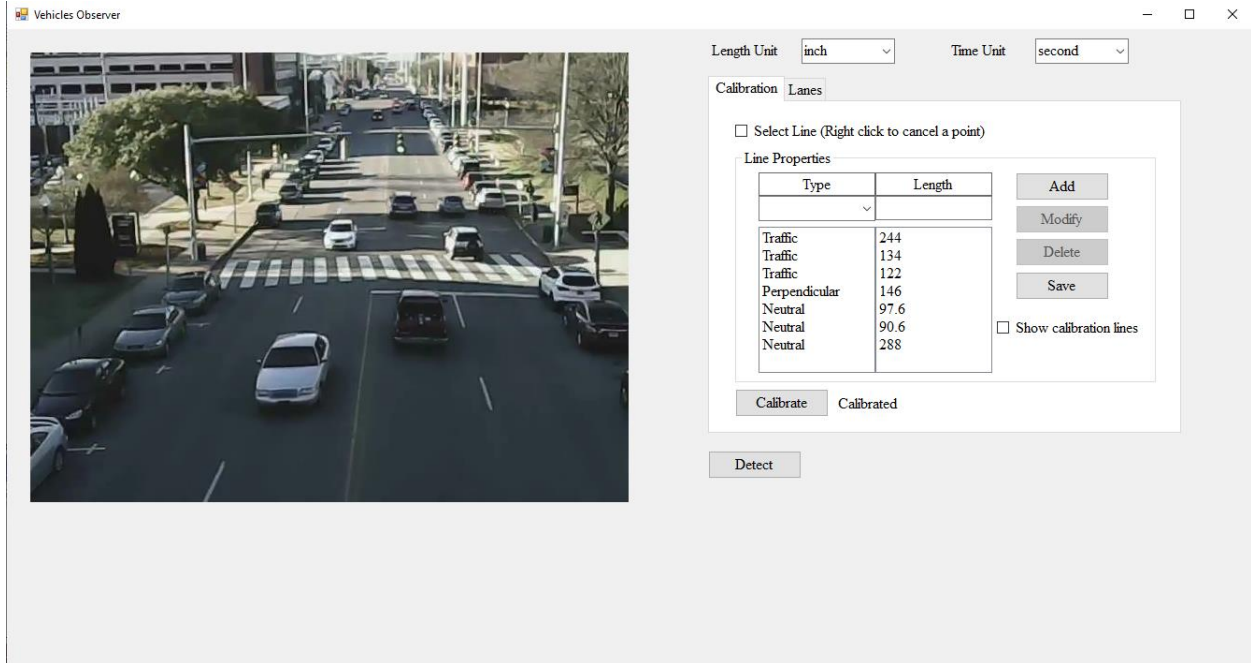 Vehicles Observer
Length Unit inch Time Unit second
Calibration Lanes
Select Line (Right click to cancel a point)
Line Properties
Type Length Add
Modify
Traffic 244
Traffic 134 Delete
Traffic 122
Perpendicular 146 Save
Neutral 97.6
Neutral 90.6 Show calibration lines
Neutral 288
Calibrate Calibrated
Detect